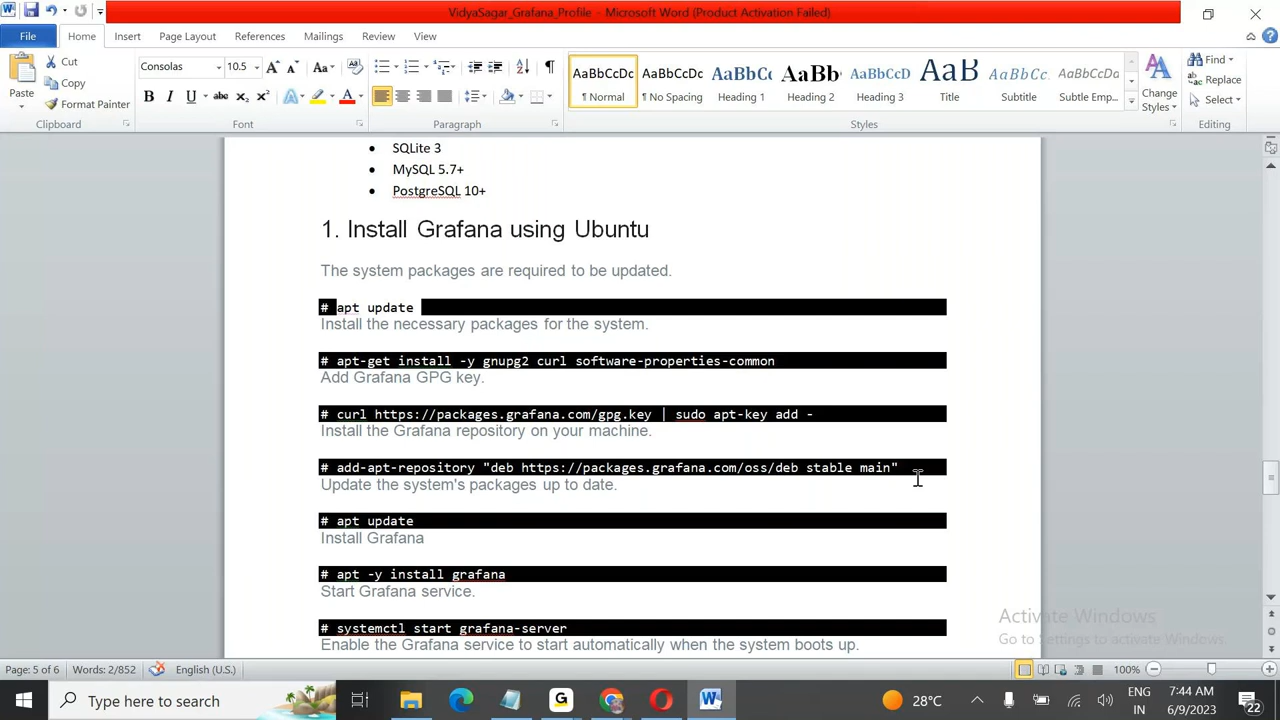 VidyaSagar_Grafana_Profile - Microsoft Word (Product Activation Failed)
File Home Insert Page Layout References Mailings Review View
Paste
Cut
Copy
Format Painter
Clipboard
Consolas 10.5
Aa
B I U abc x₂ x² A A
Font
Paragraph
AaBbCcDc AaBbCcDc AaBbCc AaBb AaBbCcD AaB AaBbCcD AaBbCcD
¶ Normal ¶ No Spacing Heading 1 Heading 2 Heading 3 Title Subtitle Subtle Emp...
Styles
Change
Styles
Find
Replace
Select
Editing
• SQLite 3
• MySQL 5.7+
• PostgreSQL 10+
1. Install Grafana using Ubuntu
The system packages are required to be updated.
# apt update
Install the necessary packages for the system.
# apt-get install -y gnupg2 curl software-properties-common
Add Grafana GPG key.
# curl https://packages.grafana.com/gpg.key | sudo apt-key add -
Install the Grafana repository on your machine.
# add-apt-repository "deb https://packages.grafana.com/oss/deb stable main"
Update the system's packages up to date.
# apt update
Install Grafana
# apt -y install grafana
Start Grafana service.
# systemctl start grafana-server
Enable the Grafana service to start automatically when the system boots up.
Activate Windows
Go to Settings to activate Windows.
Page: 5 of 6 Words: 2/852 English (U.S.) 100%
Type here to search
28°C
ENG
IN
7:44 AM
6/9/2023
22